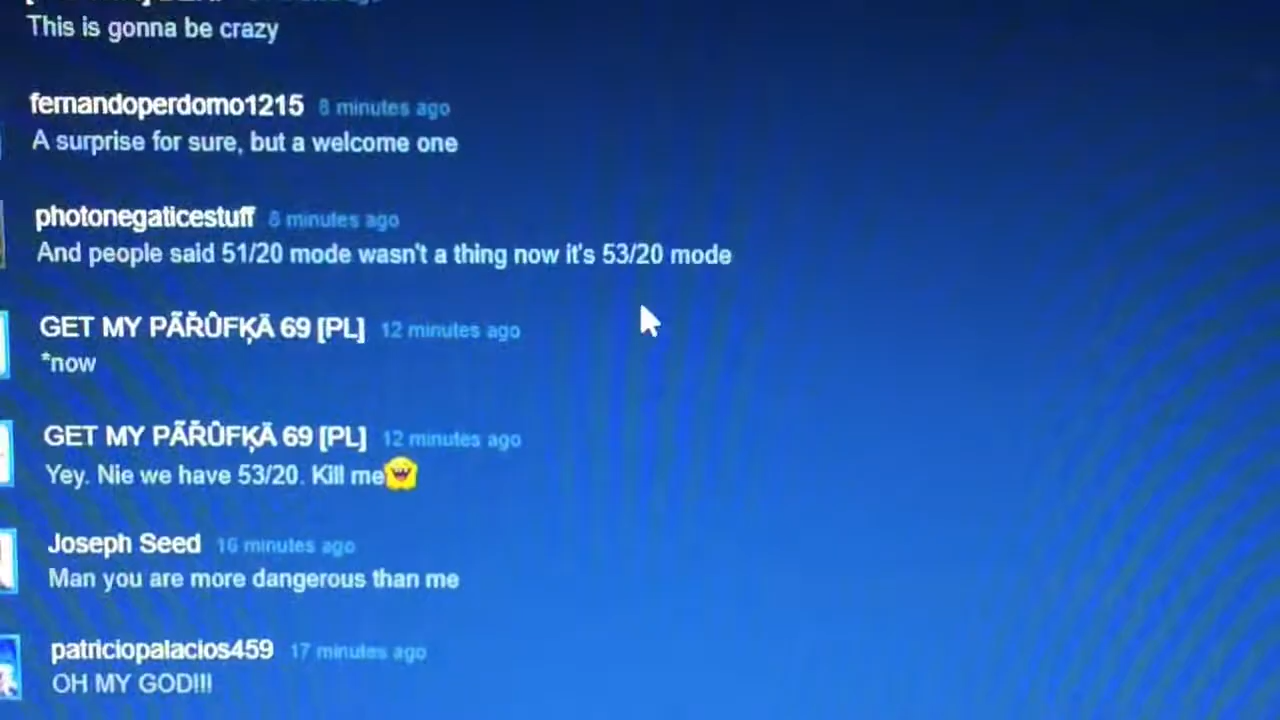 This is gonna be crazy
fernandoperdomo1215 8 minutes ago
A surprise for sure, but a welcome one
photonegaticestuff 8 minutes ago
And people said 51/20 mode wasn't a thing now it's 53/20 mode
GET MY PÃŘÛFĶĀ 69 [PL] 12 minutes ago
*now
GET MY PÃŘÛFĶĀ 69 [PL] 12 minutes ago
Yey. Nie we have 53/20. Kill me
Joseph Seed 16 minutes ago
Man you are more dangerous than me
patriciopalacios459 17 minutes ago
OH MY GOD!!!